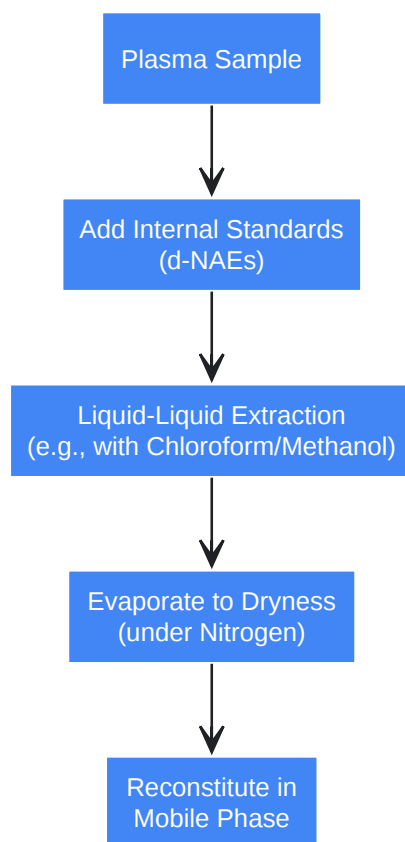 Plasma Sample
Add Internal Standards
(d-NAEs)
Liquid-Liquid Extraction
(e.g., with Chloroform/Methanol)
Evaporate to Dryness
(under Nitrogen)
Reconstitute in
Mobile Phase